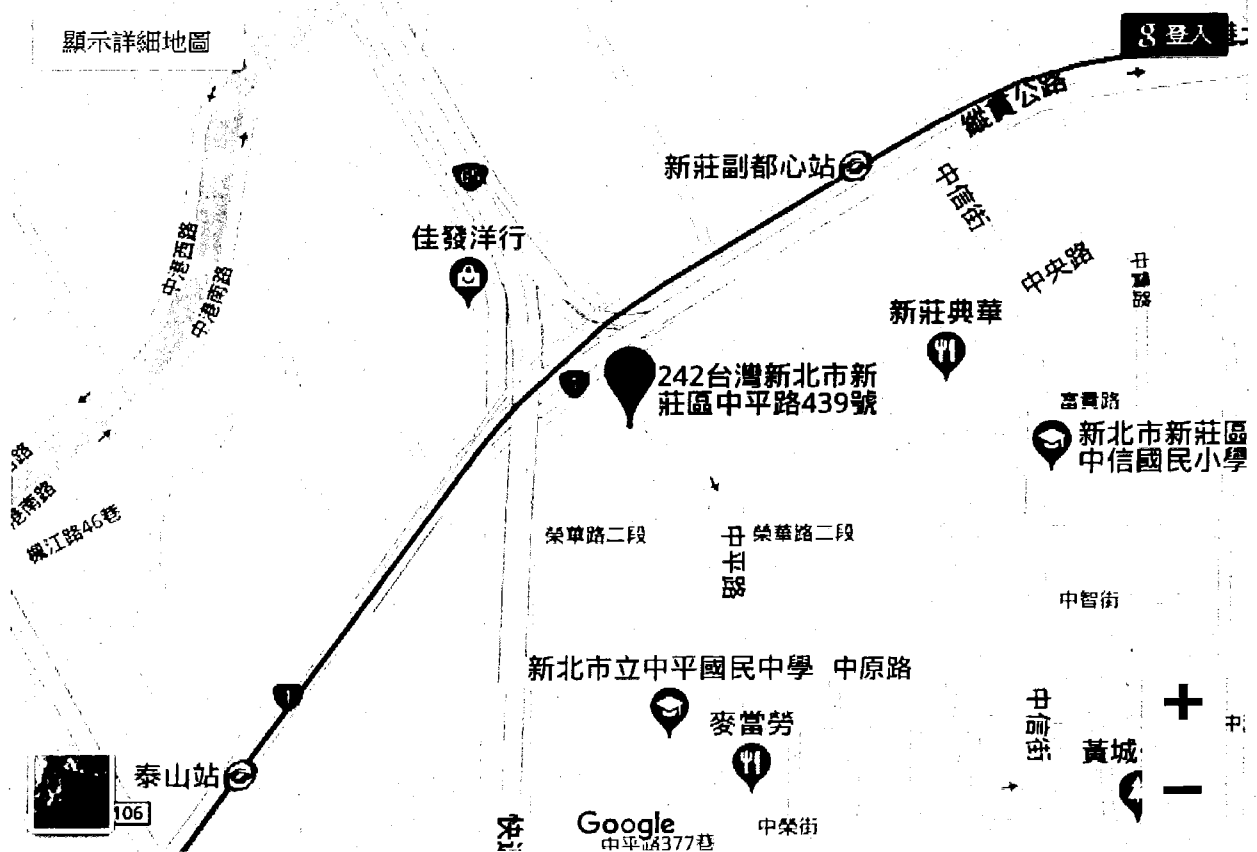 顯示詳細地圖
g 登入
縱貫公路
新莊副都心站
中信街
佳發洋行
中港西路
中港南路
中央路
新莊典華
242台灣新北市新
莊區中平路439號
富貴路
新北市新莊區
中信國民小學
港南路
榮華路二段
中平路
榮華路二段
中智街
新北市立中平國民中學
中原路
1
麥當勞
中信街
黃城
泰山站
106
Google
中榮街
中平路377巷